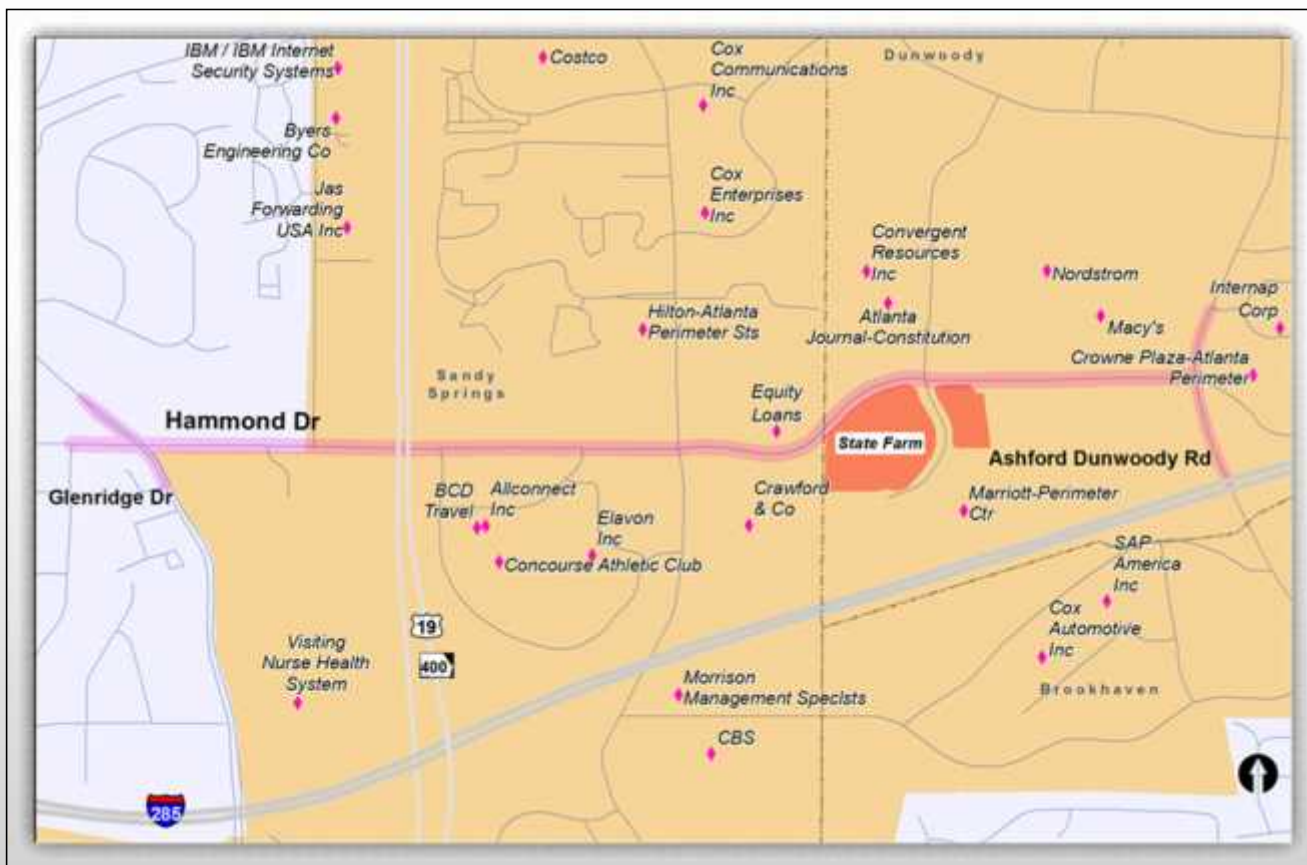 IBM / IBM Internet
Security Systems
Costco
Cox
Communications
Inc
Dunwoody
Byers
Engineering Co
Jas
Forwarding
USA Inc
Cox
Enterprises
Inc
Convergent
Resources
Inc
Nordstrom
Internap
Corp
Hilton-Atlanta
Perimeter Sts
Atlanta
Journal-Constitution
Macy's
Crowne Plaza-Atlanta
Perimeter
Sandy
Springs
Equity
Loans
Hammond Dr
State Farm
Ashford Dunwoody Rd
Glenridge Dr
BCD
Travel
Allconnect
Inc
Elavon
Inc
Crawford
& Co
Marriott-Perimeter
Ctr
Concourse Athletic Club
SAP
America
Inc
Cox
Automotive
Inc
19
400
Visiting
Nurse Health
System
Morrison
Management Speclsts
Brookhaven
CBS
285